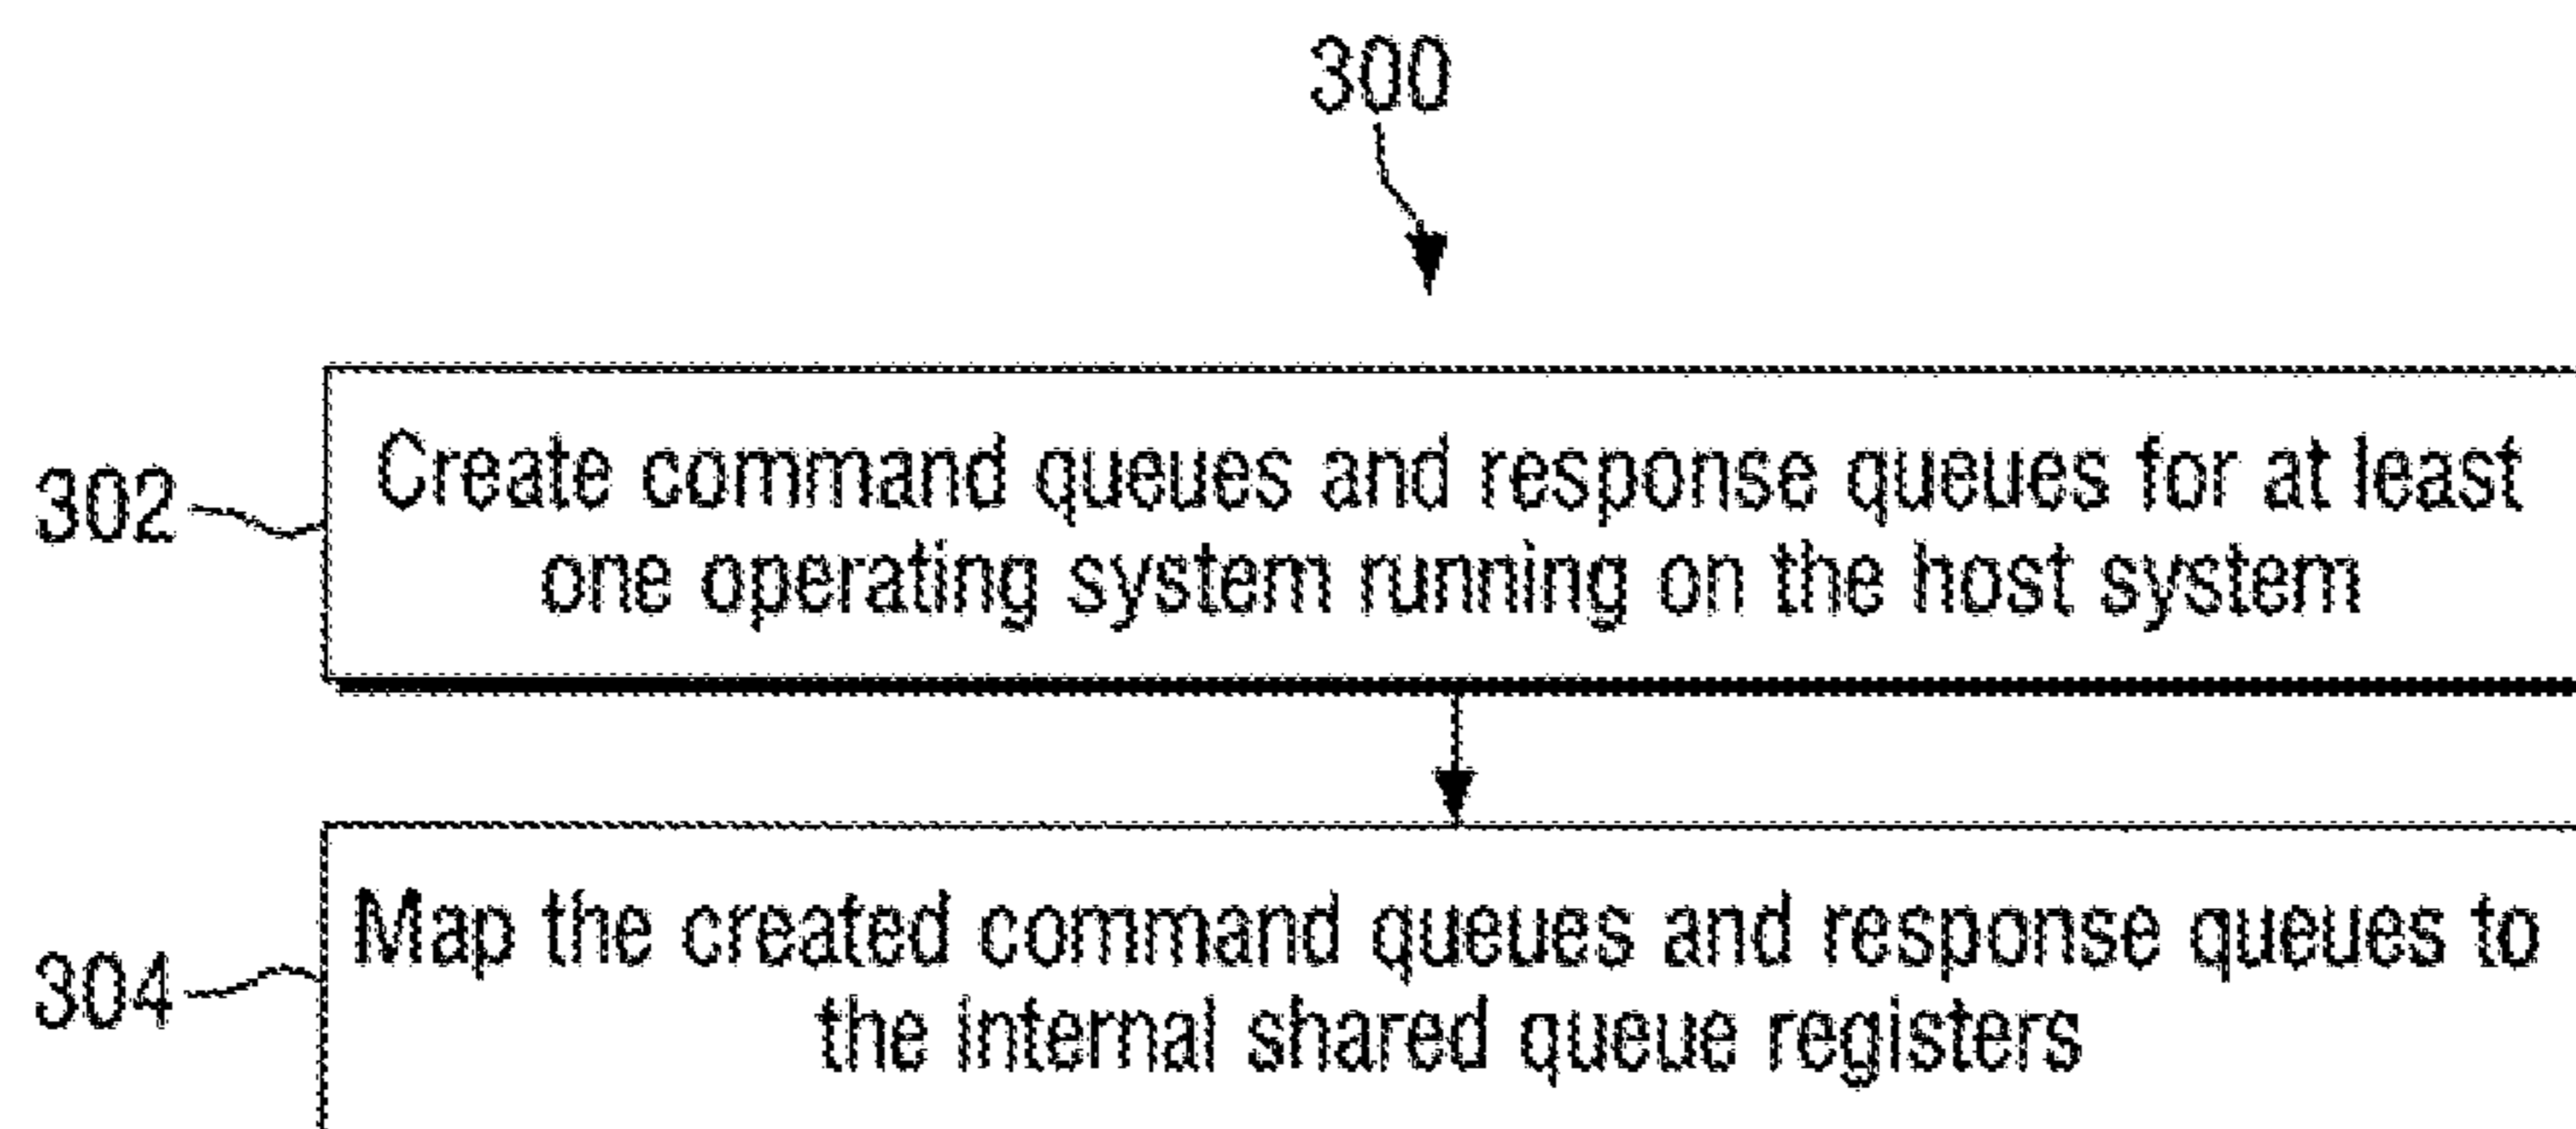 300
302
Create command queues and response queues for at least
one operating system running on the host system
304
Map the created command queues and response queues to
the internal shared queue registers